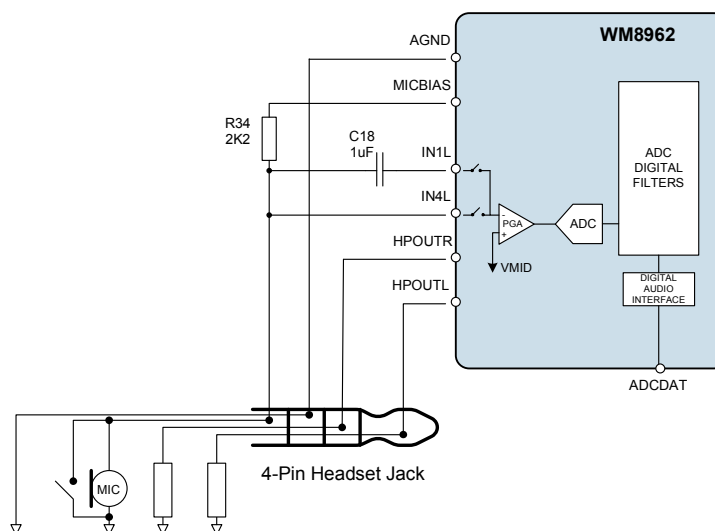 WM8962
AGND
MICBIAS
R34
2K2
C18
1uF
IN1L
ADC
DIGITAL
FILTERS
IN4L
-
PGA
+
ADC
HPOUTR
VMID
HPOUTL
DIGITAL
AUDIO
INTERFACE
ADCDAT
4-Pin Headset Jack
MIC